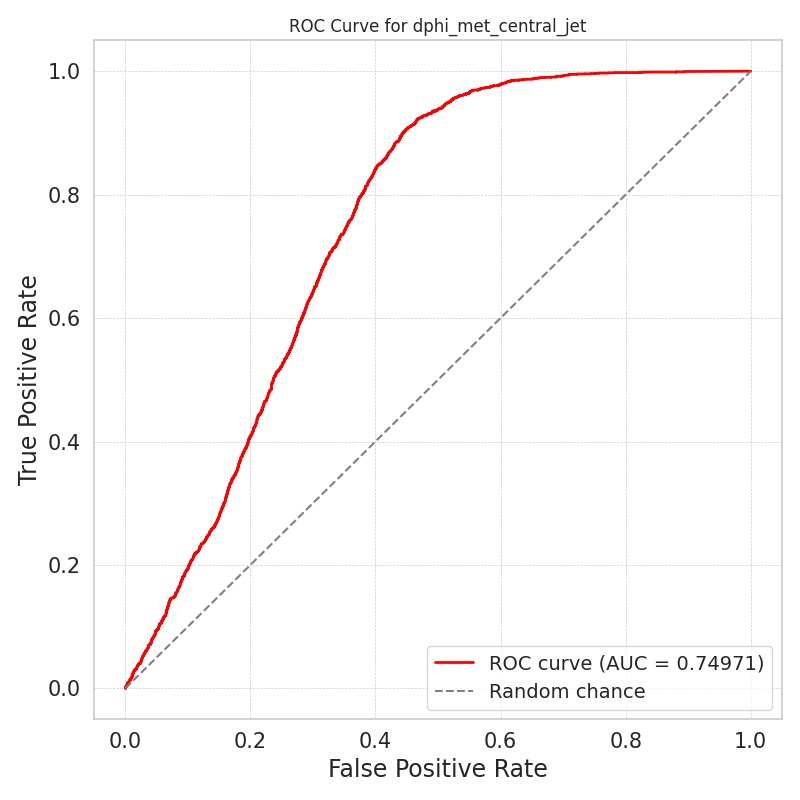 ROC Curve for dphi_met_central_jet
True Positive Rate
1.0
0.8
0.6
0.4
0.2
0.0
ROC curve (AUC = 0.74971)
Random chance
0.0 0.2 0.4 0.6 0.8 1.0
False Positive Rate